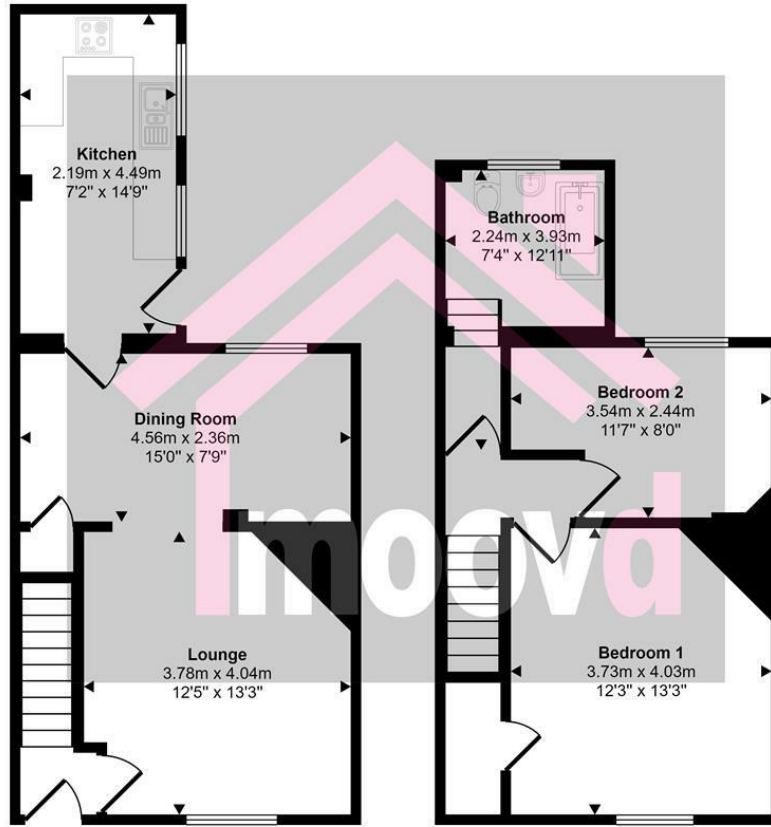 Kitchen
2.19m x 4.49m
7'2" x 14'9"
Bathroom
2.24m x 3.93m
7'4" x 12'11"
Dining Room
4.56m x 2.36m
15'0" x 7'9"
Bedroom 2
3.54m x 2.44m
11'7" x 8'0"
Lounge
3.78m x 4.04m
12'5" x 13'3"
Bedroom 1
3.73m x 4.03m
12'3" x 13'3"
Imoovd